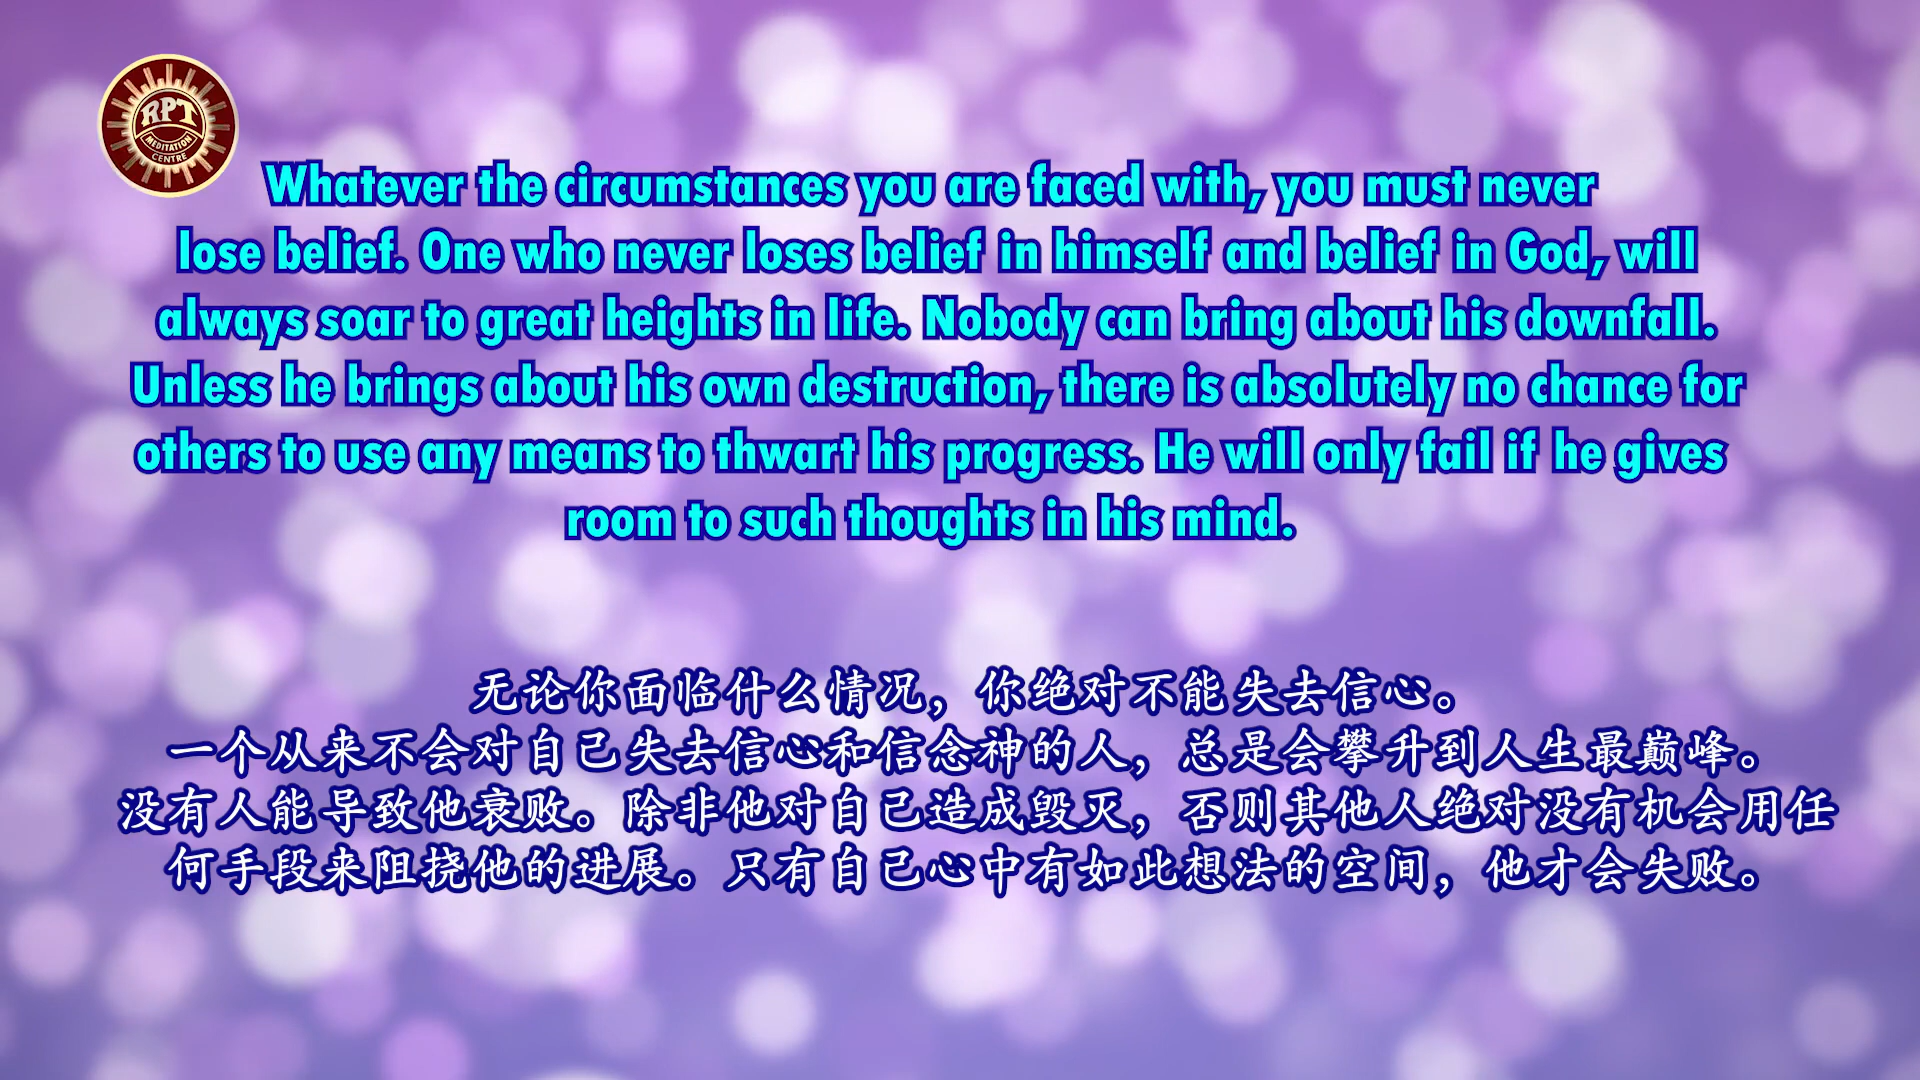 RPT
MEDITATION
CENTRE
Whatever the circumstances you are faced with, you must never
lose belief. One who never loses belief in himself and belief in God, will
always soar to great heights in life. Nobody can bring about his downfall.
Unless he brings about his own destruction, there is absolutely no chance for
others to use any means to thwart his progress. He will only fail if he gives
room to such thoughts in his mind.
无论你面临什么情况，你绝对不能失去信心。
一个从来不会对自己失去信心和信念神的人，总是会攀升到人生最巅峰。
没有人能导致他衰败。除非他对自己造成毁灭，否则其他人绝对没有机会用任
何手段来阻挠他的进展。只有自己心中有如此想法的空间，他才会失败。